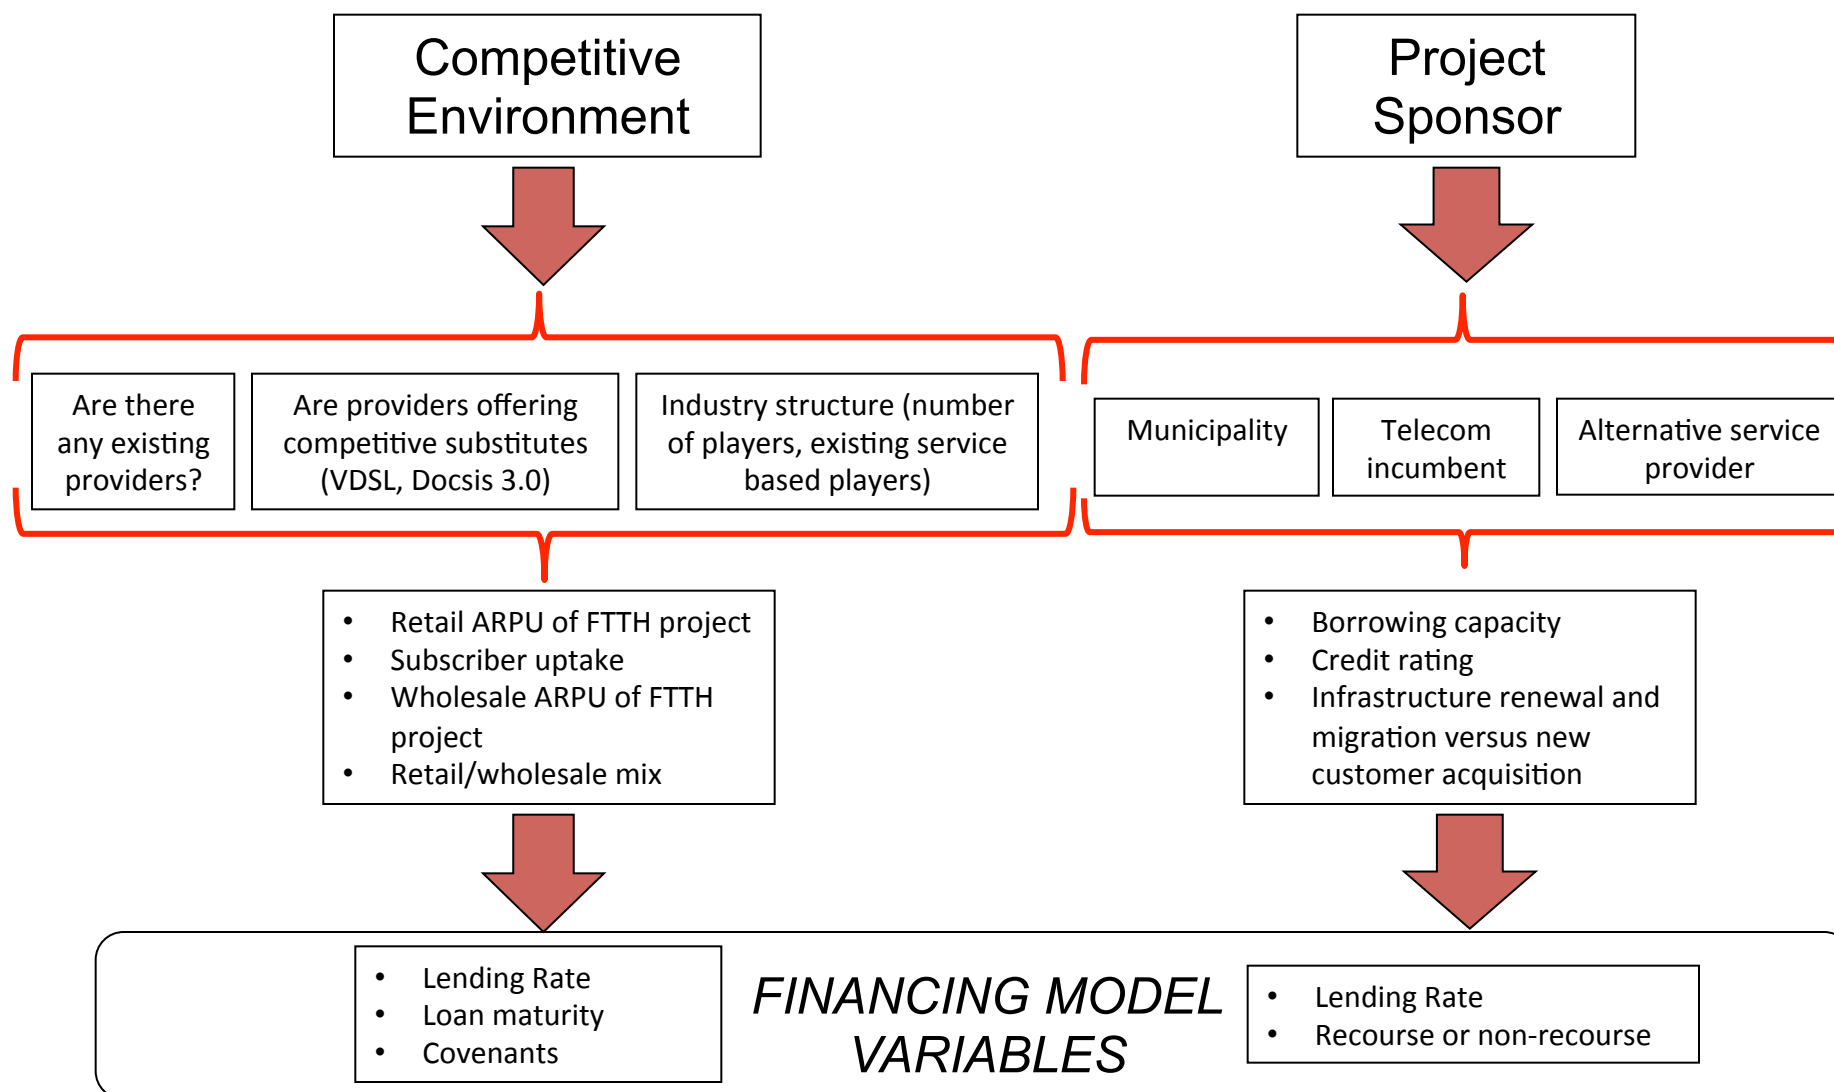 Competitive
Environment
Project
Sponsor
Are there
any existing
providers?
Are providers offering
competitive substitutes
(VDSL, Docsis 3.0)
Industry structure (number
of players, existing service
based players)
Municipality
Telecom
incumbent
Alternative service
provider
• Retail ARPU of FTTH project
• Subscriber uptake
• Wholesale ARPU of FTTH
project
• Retail/wholesale mix
• Borrowing capacity
• Credit rating
• Infrastructure renewal and
migration versus new
customer acquisition
• Lending Rate
• Loan maturity
• Covenants
FINANCING MODEL
VARIABLES
• Lending Rate
• Recourse or non-recourse